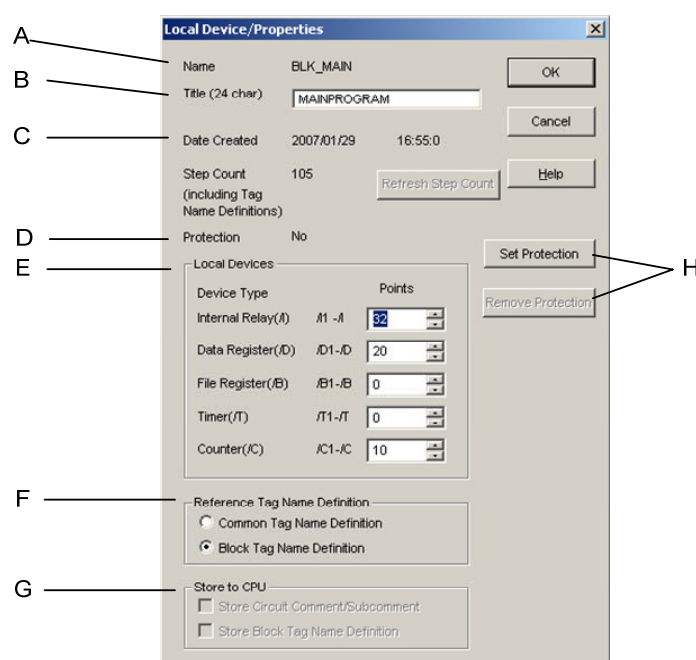 Local Device/Properties
A
Name BLK_MAIN
OK
B
Title (24 char) MAINPROGRAM
Cancel
C
Date Created 2007/01/29 16:55:0
Step Count 105
Refresh Step Count
Help
(including Tag
Name Definitions)
D
Protection No
Set Protection
H
Remove Protection
E
Local Devices
Device Type Points
Internal Relay(/I) /I1 -/I 32
Data Register(/D) /D1-/D 20
File Register(/B) /B1-/B 0
Timer(/T) /T1-/T 0
Counter(/C) /C1-/C 10
F
Reference Tag Name Definition
Common Tag Name Definition
Block Tag Name Definition
G
Store to CPU
Store Circuit Comment/Subcomment
Store Block Tag Name Definition